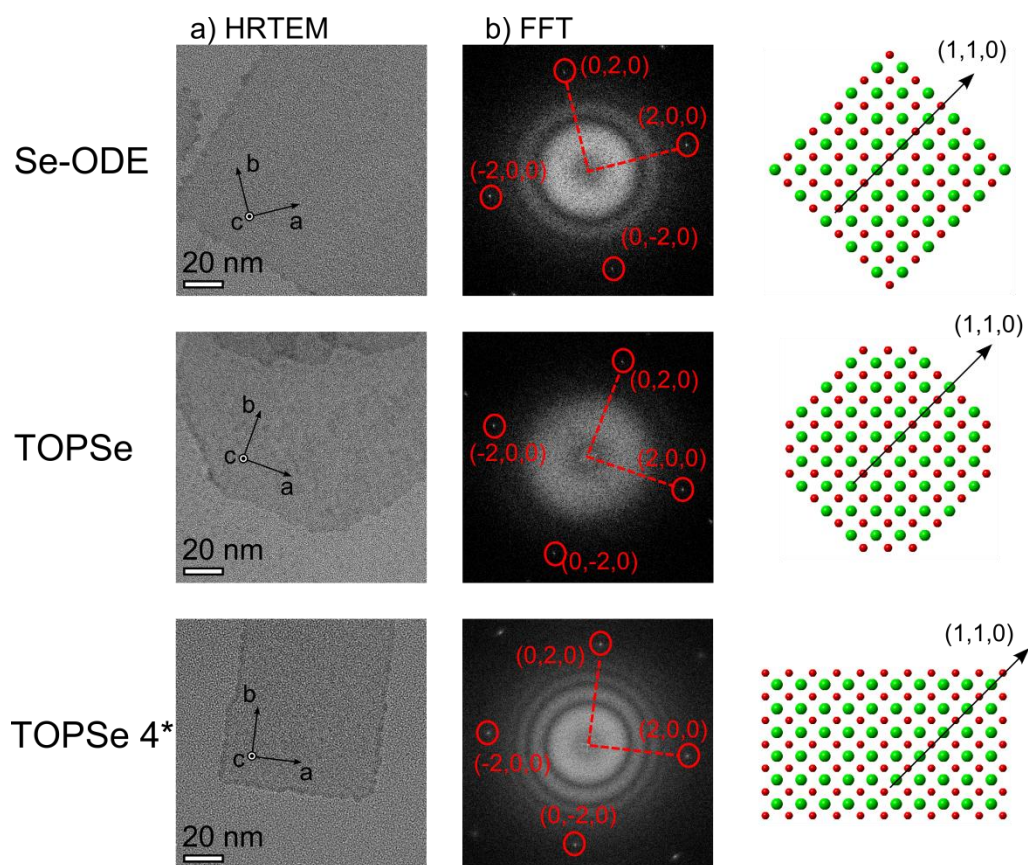 a) HRTEM
b) FFT
Se-ODE
b
c
a
20 nm
(0,2,0)
(2,0,0)
(-2,0,0)
(0,-2,0)
(1,1,0)
TOPSe
b
c
a
20 nm
(0,2,0)
(-2,0,0)
(2,0,0)
(0,-2,0)
(1,1,0)
TOPSe 4*
b
c
a
20 nm
(0,2,0)
(2,0,0)
(-2,0,0)
(0,-2,0)
(1,1,0)